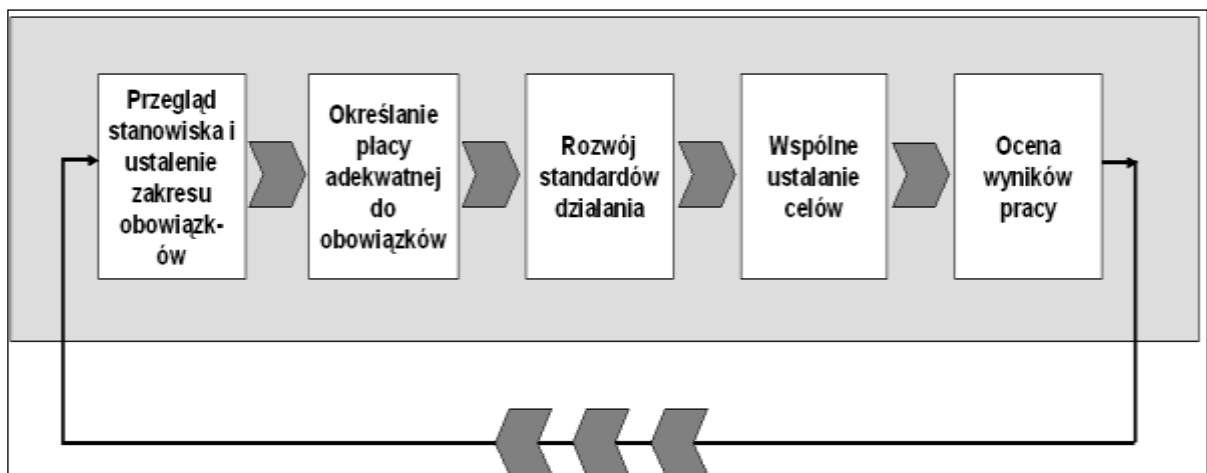 Przegląd
stanowiska i
ustalenie
zakresu
obowiązk-
ów
Określanie
płacy
adekwatnej
do
obowiązków
Rozwój
standardów
działania
Wspólne
ustalanie
celów
Ocena
wyników
pracy